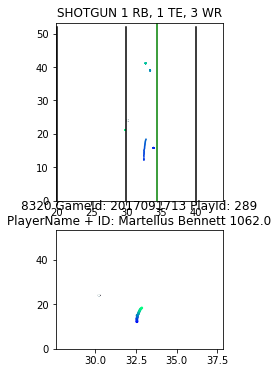 SHOTGUN 1 RB, 1 TE, 3 WR
50
40
30
20
10
0
20 25 30 35 40
8320 GameId: 2017091713 PlayId: 289
PlayerName + ID: Martellus Bennett 1062.0
40
20
0
30.0 32.5 35.0 37.5